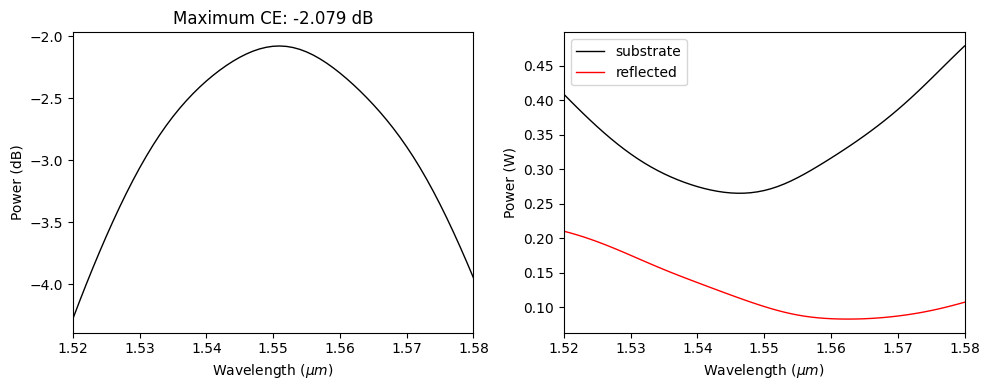 Maximum CE: -2.079 dB
Power (dB)
−2.0
−2.5
−3.0
−3.5
−4.0
1.52 1.53 1.54 1.55 1.56 1.57 1.58
Wavelength (μm)
substrate
reflected
Power (W)
0.45
0.40
0.35
0.30
0.25
0.20
0.15
0.10
1.52 1.53 1.54 1.55 1.56 1.57 1.58
Wavelength (μm)